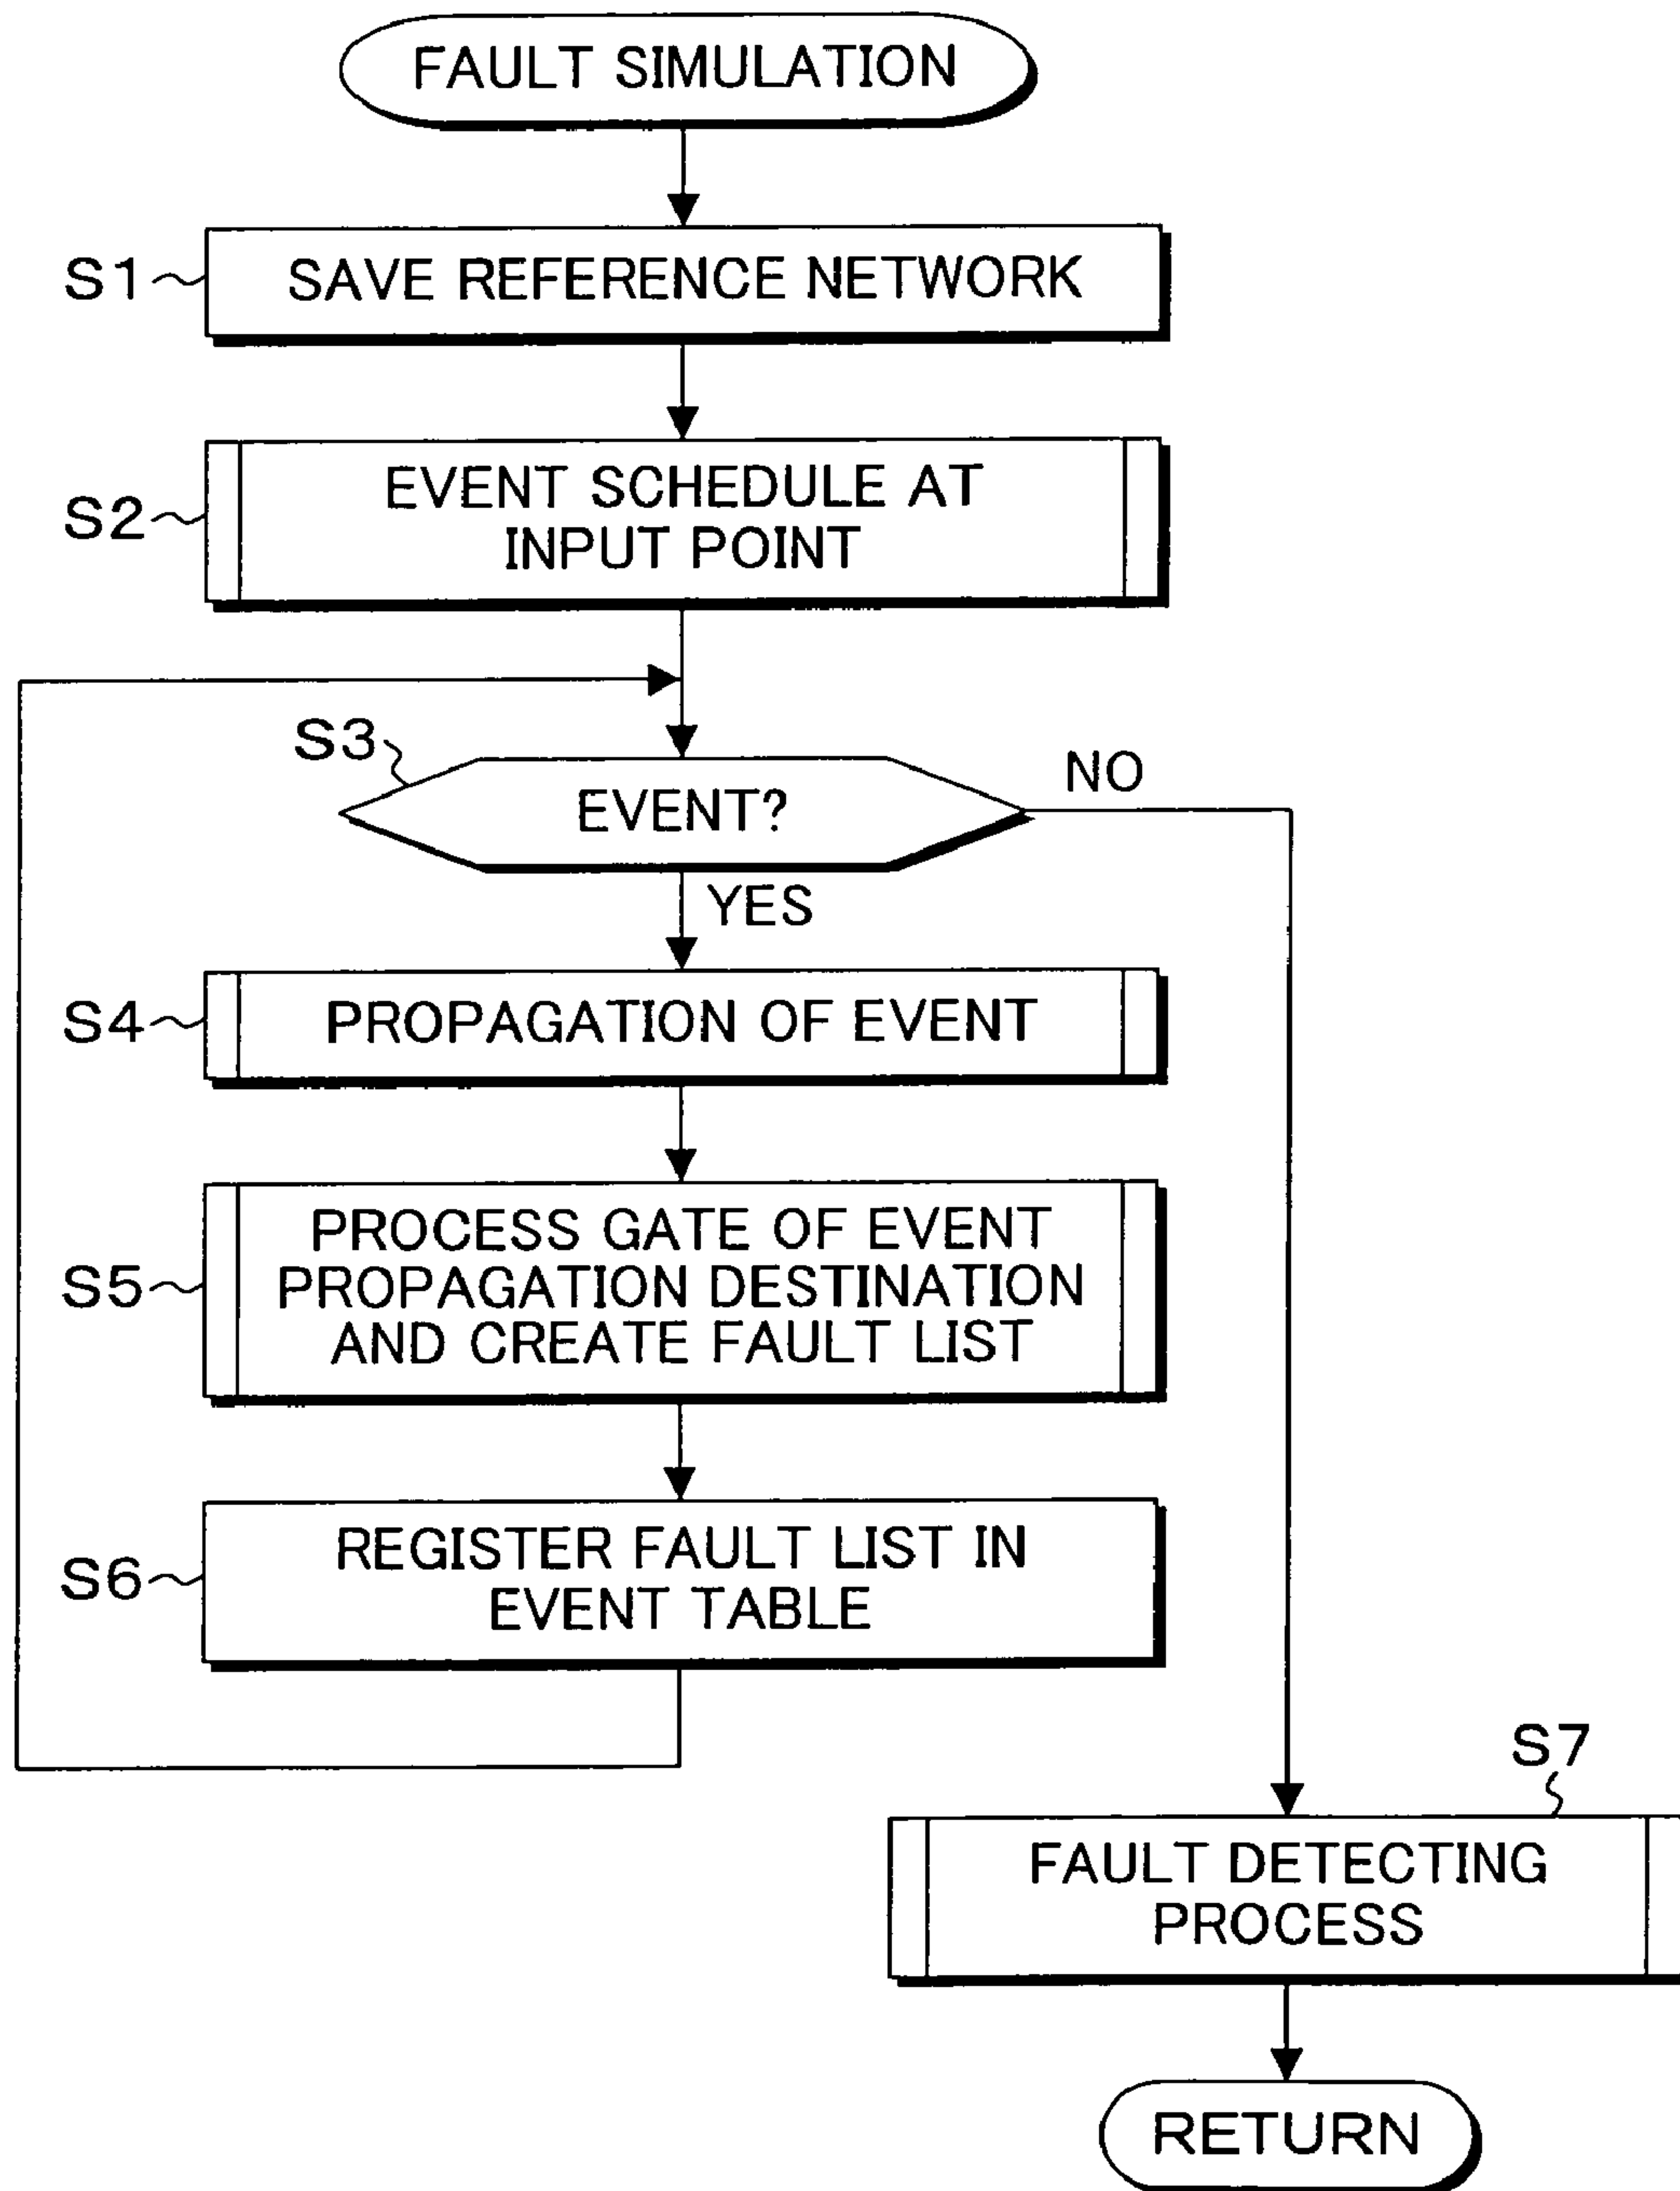 FAULT SIMULATION
S1
SAVE REFERENCE NETWORK
S2
EVENT SCHEDULE AT
INPUT POINT
S3
EVENT?
NO
YES
S4
PROPAGATION OF EVENT
S5
PROCESS GATE OF EVENT
PROPAGATION DESTINATION
AND CREATE FAULT LIST
S6
REGISTER FAULT LIST IN
EVENT TABLE
S7
FAULT DETECTING
PROCESS
RETURN